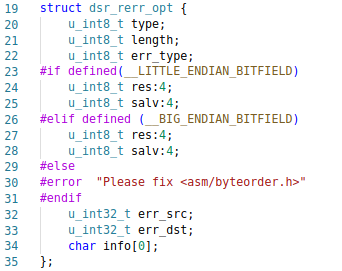 19 struct dsr_rerr_opt {
20     u_int8_t type;
21     u_int8_t length;
22     u_int8_t err_type;
23 #if defined(__LITTLE_ENDIAN_BITFIELD)
24     u_int8_t res:4;
25     u_int8_t salv:4;
26 #elif defined (__BIG_ENDIAN_BITFIELD)
27     u_int8_t res:4;
28     u_int8_t salv:4;
29 #else
30 #error  "Please fix <asm/byteorder.h>"
31 #endif
32     u_int32_t err_src;
33     u_int32_t err_dst;
34     char info[0];
35 };